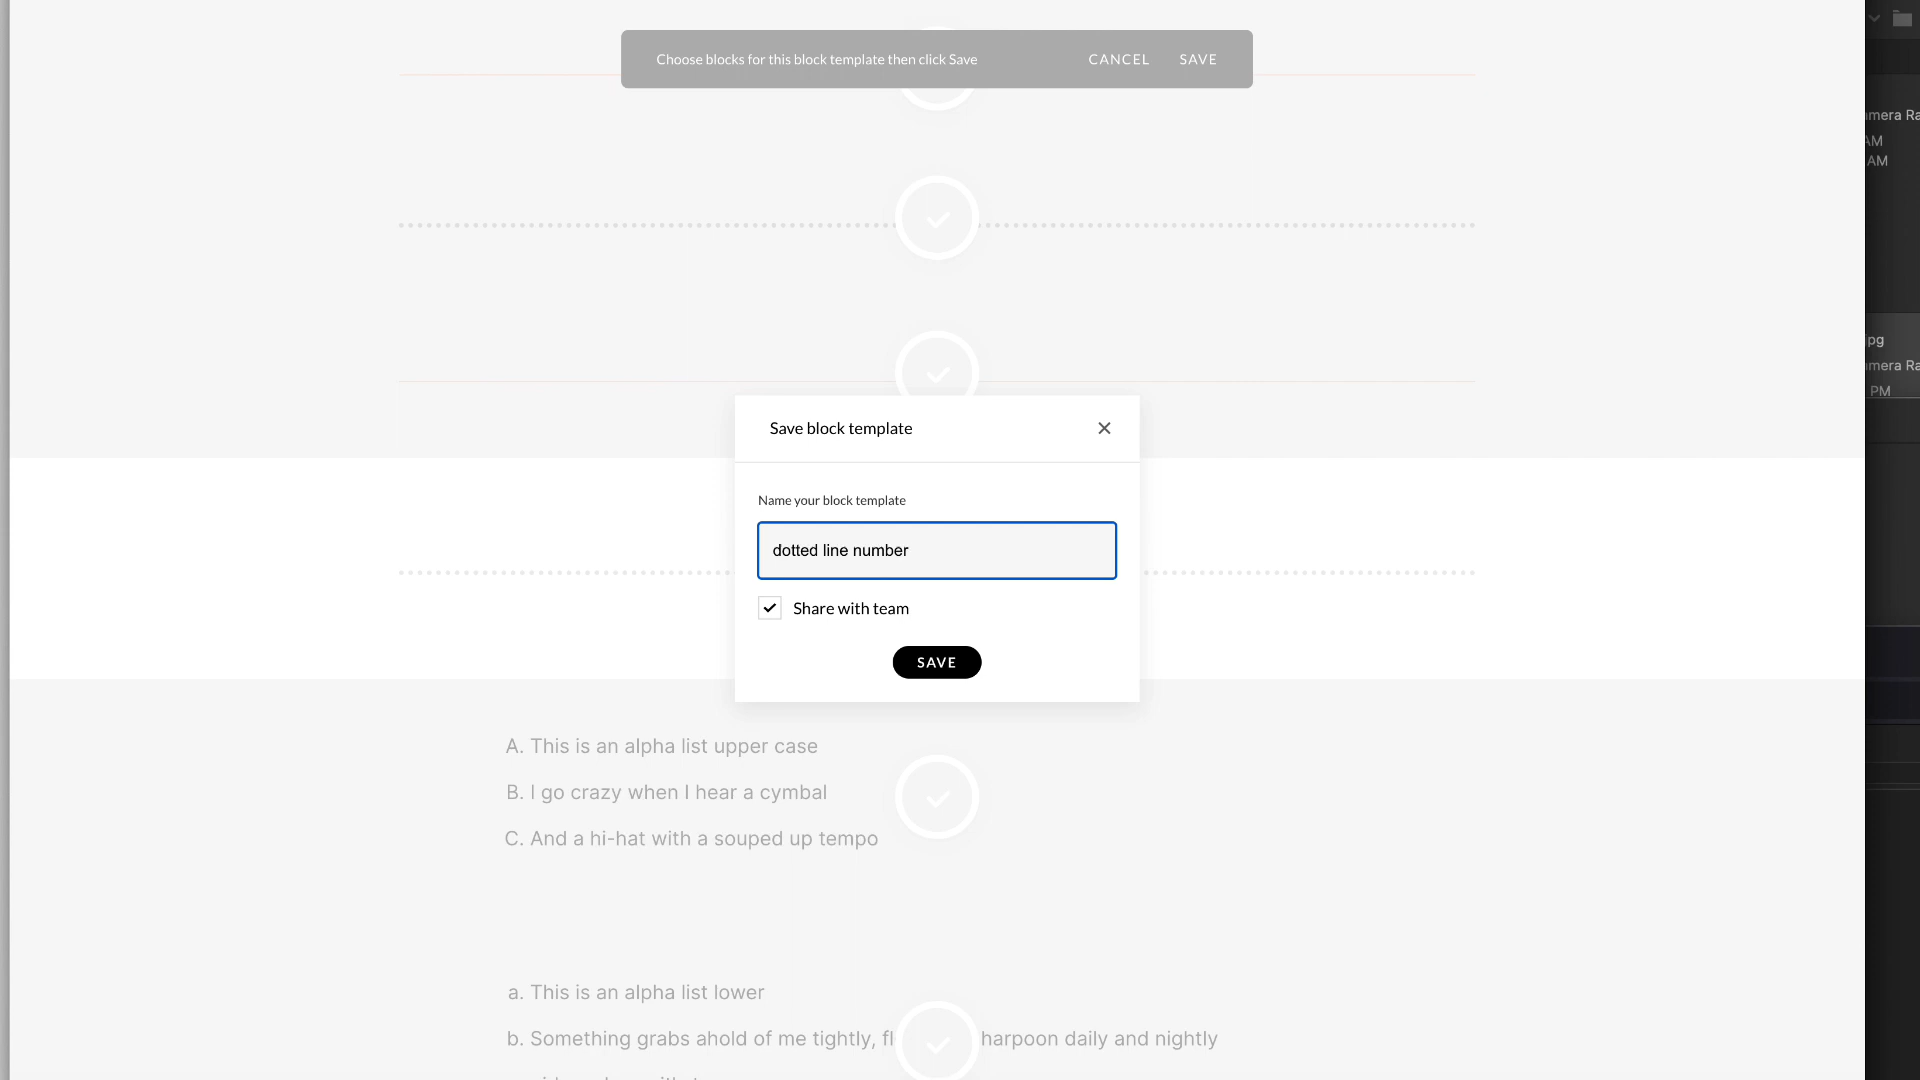 Choose blocks for this block template then click Save
CANCEL
SAVE
Save block template
Name your block template
dotted line number
Share with team
SAVE
A. This is an alpha list upper case
B. I go crazy when I hear a cymbal
C. And a hi-hat with a souped up tempo
a. This is an alpha list lower
b. Something grabs ahold of me tightly, harpoon daily and nightly
AM
AM
jpg
PM